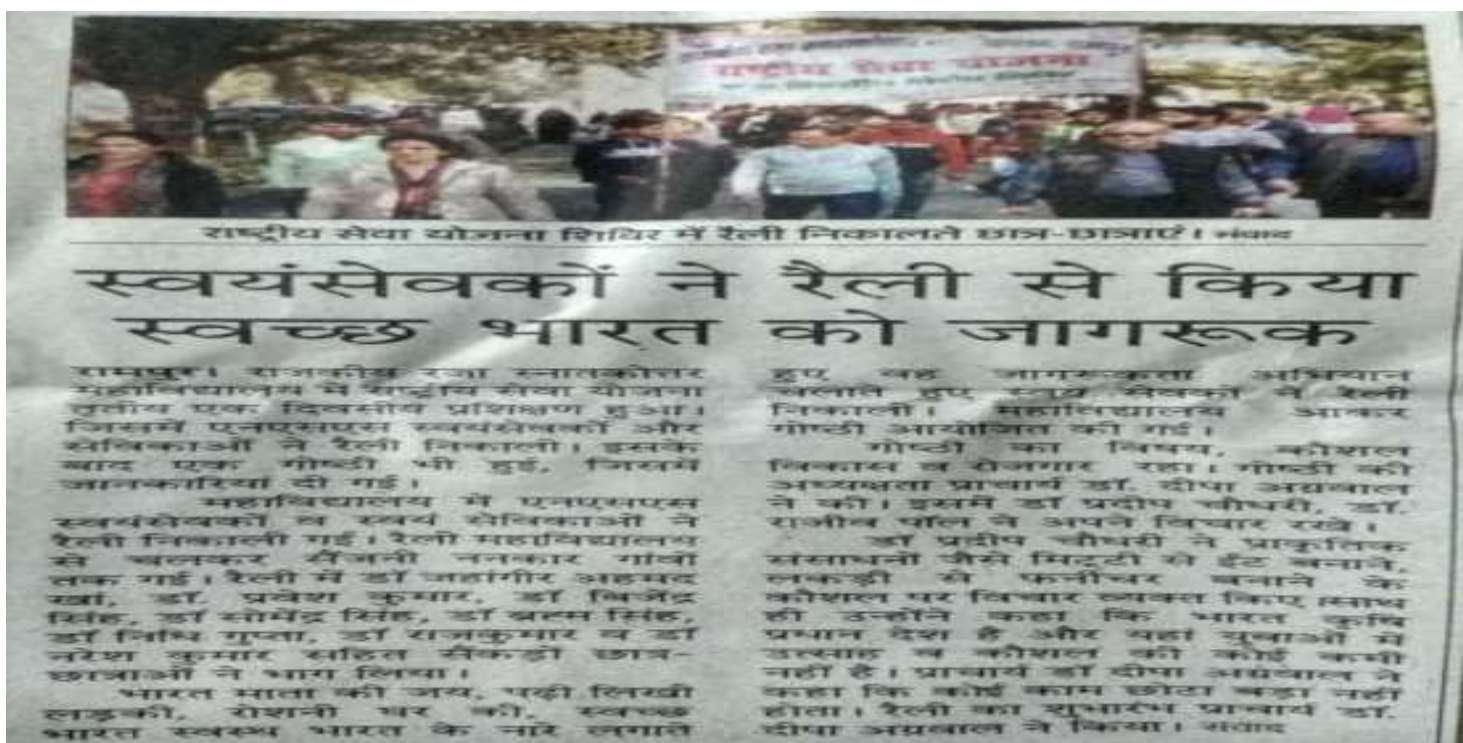 राष्ट्रीय सेवा योजना
राष्ट्रीय सेवा योजना शिविर में रैली निकालते छात्र-छात्राएं। संवाद
स्वयंसेवकों ने रैली से किया
स्वच्छ भारत को जागरूक
रामपुर। राजकीय रजा स्नातकोत्तर
महाविद्यालय में राष्ट्रीय सेवा योजना
तृतीय एक दिवसीय प्रशिक्षण हुआ।
जिसमें एनएसएस स्वयंसेवकों और
सेविकाओं ने रैली निकाली। इसके
बाद एक गोष्ठी भी हुई, जिसमें
जानकारियां दी गई।
महाविद्यालय में एनएसएस
स्वयंसेवकों व स्वयं सेविकाओं ने
रैली निकाली गई। रैली महाविद्यालय
से चलकर सैंजनी ननकार गांवों
तक गई। रैली में डॉ जहांगीर अहमद
खां, डॉ. प्रवेश कुमार, डॉ बिजेंद्र
सिंह, डॉ सोमेंद्र सिंह, डॉ ब्रह्म सिंह,
डॉ निधि गुप्ता, डॉ राजकुमार व डॉ
नरेश कुमार सहित सैंकड़ों छात्र-
छात्राओं ने भाग लिया।
भारत माता की जय, पढ़ी लिखी
लड़की, रोशनी घर की, स्वच्छ
भारत स्वस्थ भारत के नारे लगाते
हुए वह जागरूकता अभियान
चलाते हुए स्वयं सेवकों ने रैली
निकाली। महाविद्यालय आकर
गोष्ठी आयोजित की गई।
गोष्ठी का विषय, कौशल
विकास व रोजगार रहा। गोष्ठी की
अध्यक्षता प्राचार्य डॉ. दीपा अग्रवाल
ने की। इसमें डॉ प्रदीप चौधरी, डॉ.
राजीव पॉल ने अपने विचार रखे।
डॉ प्रदीप चौधरी ने प्राकृतिक
संसाधनों जैसे मिट्टी से ईंट बनाने,
लकड़ी से फर्नीचर बनाने के
कौशल पर विचार व्यक्त किए।साथ
ही उन्होंने कहा कि भारत कृषि
प्रधान देश है और यहां युवाओं में
उत्साह व कौशल की कोई कमी
नहीं है। प्राचार्य डॉ दीपा अग्रवाल ने
कहा कि कोई काम छोटा बड़ा नहीं
होता। रैली का शुभारंभ प्राचार्य डॉ.
दीपा अग्रवाल ने किया। संवाद